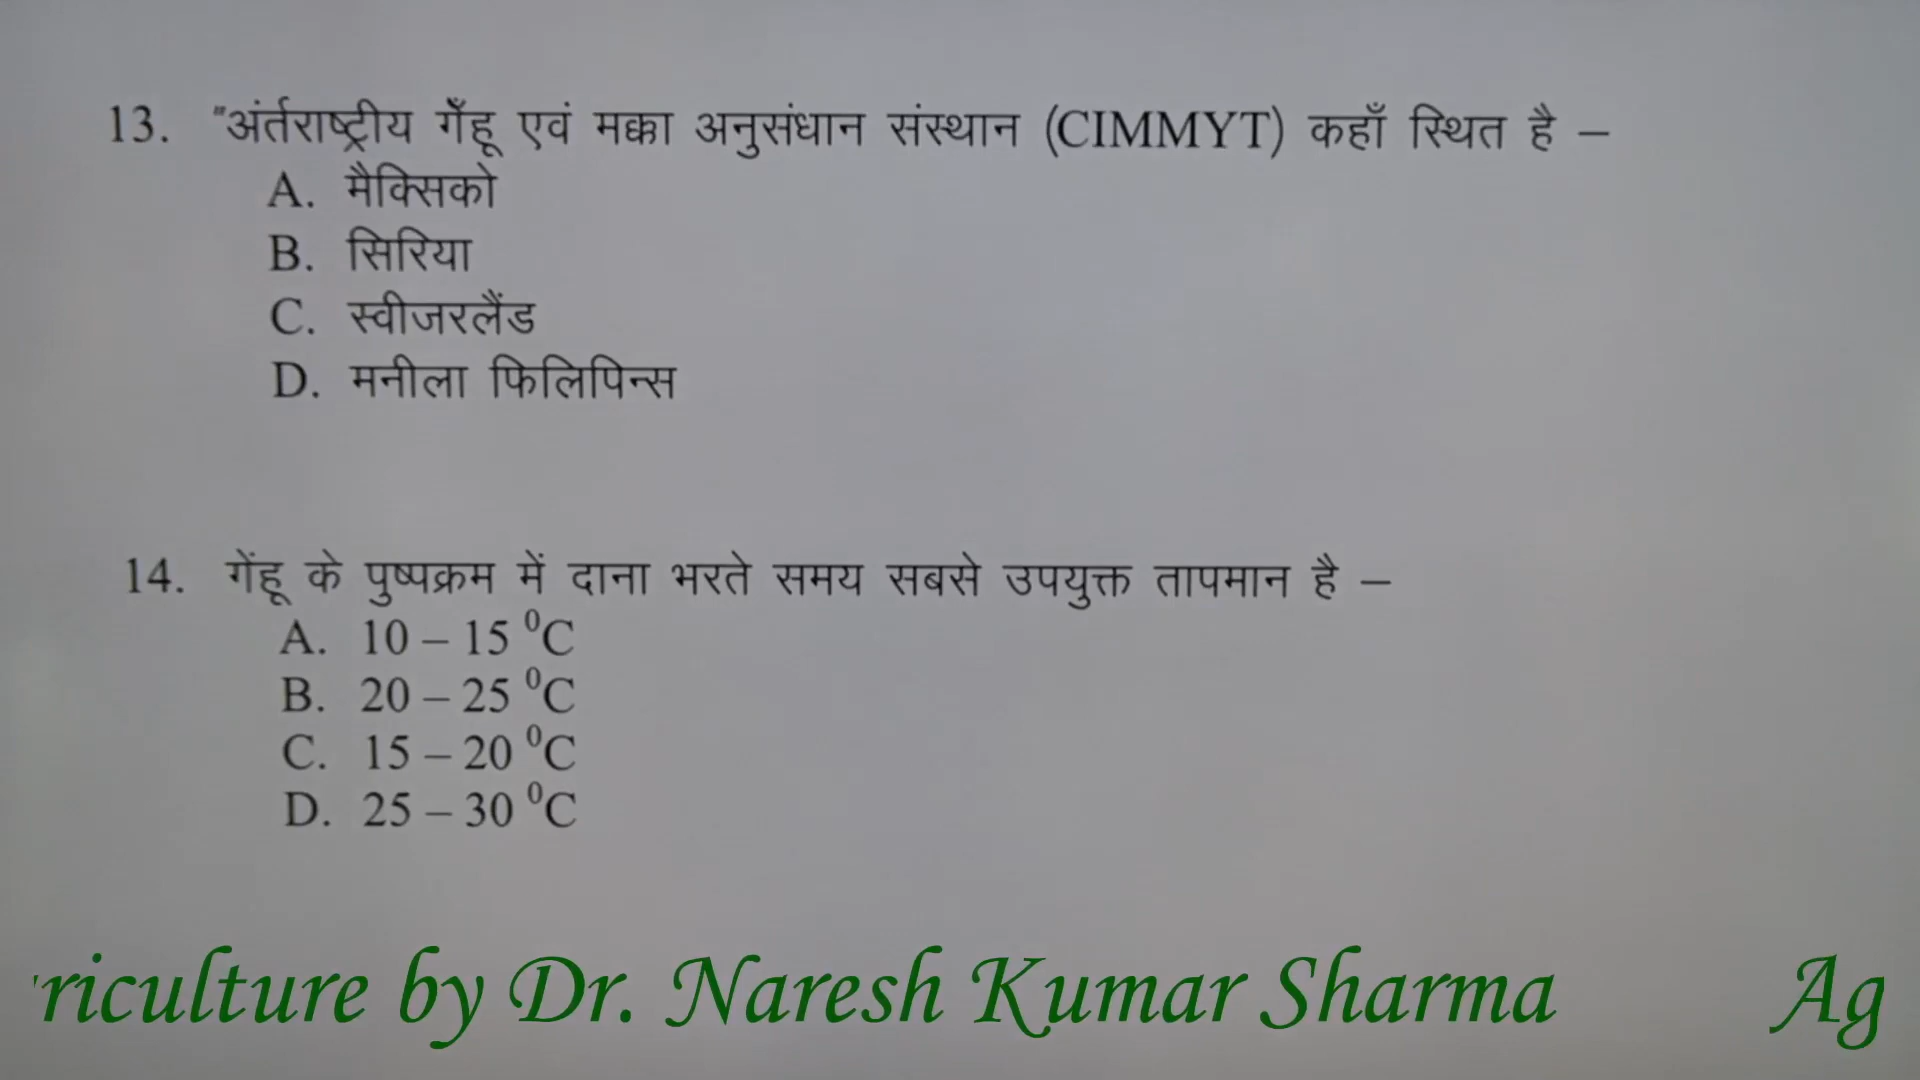 13. "अंर्तराष्ट्रीय गेँहू एवं मक्का अनुसंधान संस्थान (CIMMYT) कहाँ स्थित है –
A. मैक्सिको
B. सिरिया
C. स्वीजरलैंड
D. मनीला फिलिपिन्स
14. गेंहू के पुष्पक्रम में दाना भरते समय सबसे उपयुक्त तापमान है –
A. 10 – 15 ⁰C
B. 20 – 25 ⁰C
C. 15 – 20 ⁰C
D. 25 – 30 ⁰C
riculture by Dr. Naresh Kumar Sharma Ag